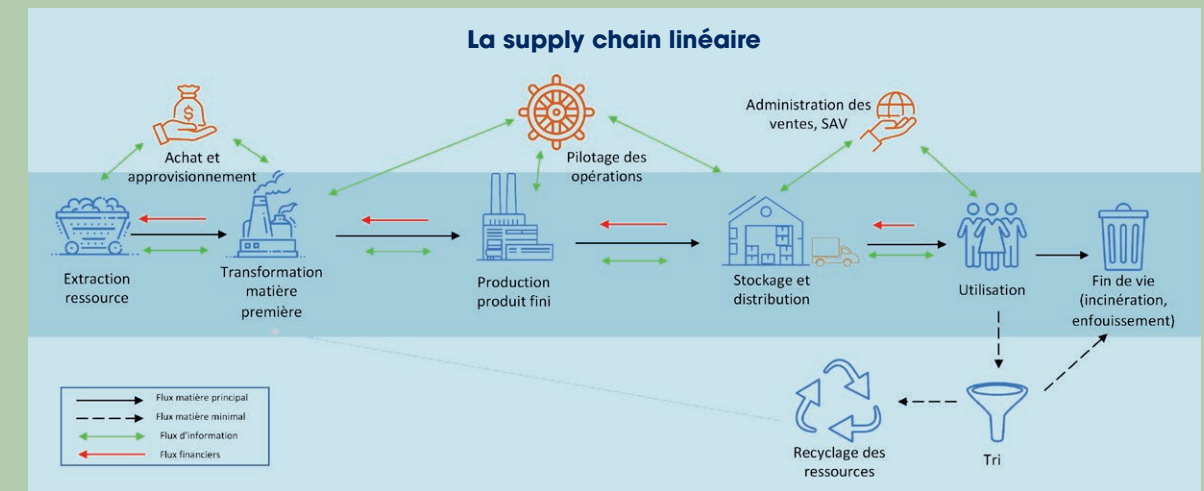 La supply chain linéaire
Achat et
approvisionnement
Pilotage des
opérations
Administration des
ventes, SAV
Extraction
ressource
Transformation
matière
première
Production
produit fini
Stockage et
distribution
Utilisation
Fin de vie
(incinération,
enfouissement)
Flux matière principal
Flux matière minimal
Flux d'information
Flux financiers
Recyclage des
ressources
Tri